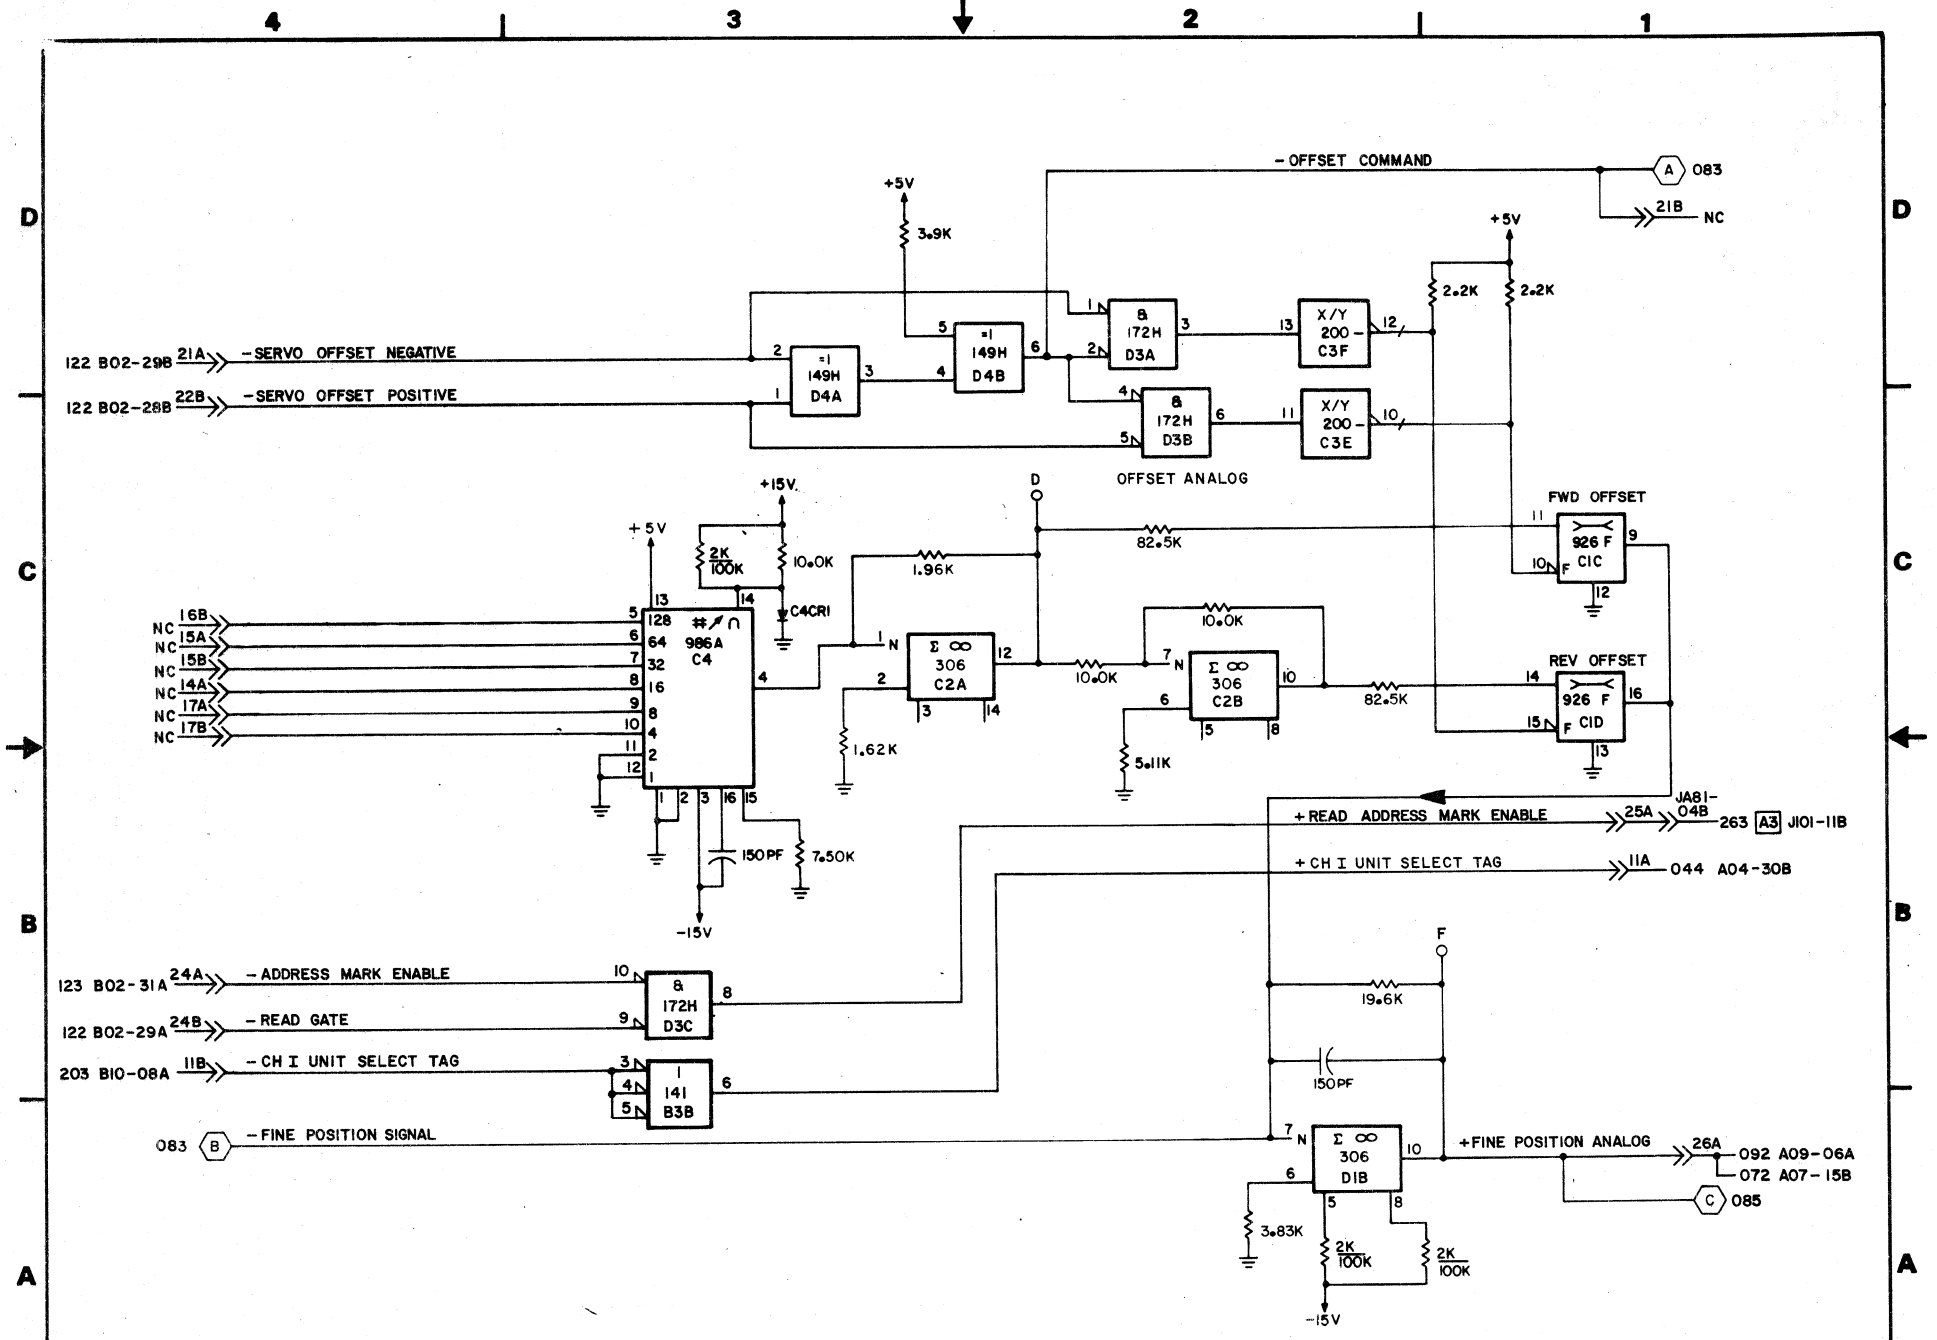 4 3 2 1
- OFFSET COMMAND
A 083
21B NC
D D
+5V
3.9K
+5V
2.2K 2.2K
122 B02-29B 21A -SERVO OFFSET NEGATIVE
122 B02-28B 22B -SERVO OFFSET POSITIVE
2 1 =1 149H D4A 3
5 4 =1 149H D4B 6
1 2 & 172H D3A 3
4 5 & 172H D3B 6
13 X/Y 200- C3F 12
11 X/Y 200- C3E 10
OFFSET ANALOG
D
C C
+15V
+5V
2K
100K
10.0K
C4CR1
1.96K
82.5K
FWD OFFSET
11 10 F 926 F C1C 9 12
NC 16B
NC 15A
NC 15B
NC 14A
NC 17A
NC 17B
13 14
5 128
6 64
7 32
8 16
9 8
10 4
11 2
12 1
# ∩
986A
C4
4
1 2 3 16 15
150PF
7.50K
-15V
1 N 2 Σ ∞ 306 C2A 12 3 14
1.62K
10.0K
10.0K
7 N 6 Σ ∞ 306 C2B 10 5 8
5.11K
82.5K
REV OFFSET
14 15 F 926 F C1D 16 13
+ READ ADDRESS MARK ENABLE 25A JA81-04B 263 A3 J101-11B
+ CH I UNIT SELECT TAG 11A 044 A04-30B
B B
F
123 B02-31A 24A -ADDRESS MARK ENABLE
122 B02-29A 24B -READ GATE
10 9 & 172H D3C 8
203 B10-08A 11B -CH I UNIT SELECT TAG
3 4 5 1 141 B3B 6
19.6K
150PF
083 B -FINE POSITION SIGNAL
7 N 6 Σ ∞ 306 D1B 10 5 8
+FINE POSITION ANALOG 26A 092 A09-06A
072 A07-15B
C 085
3.83K
2K
100K
2K
100K
-15V
A A